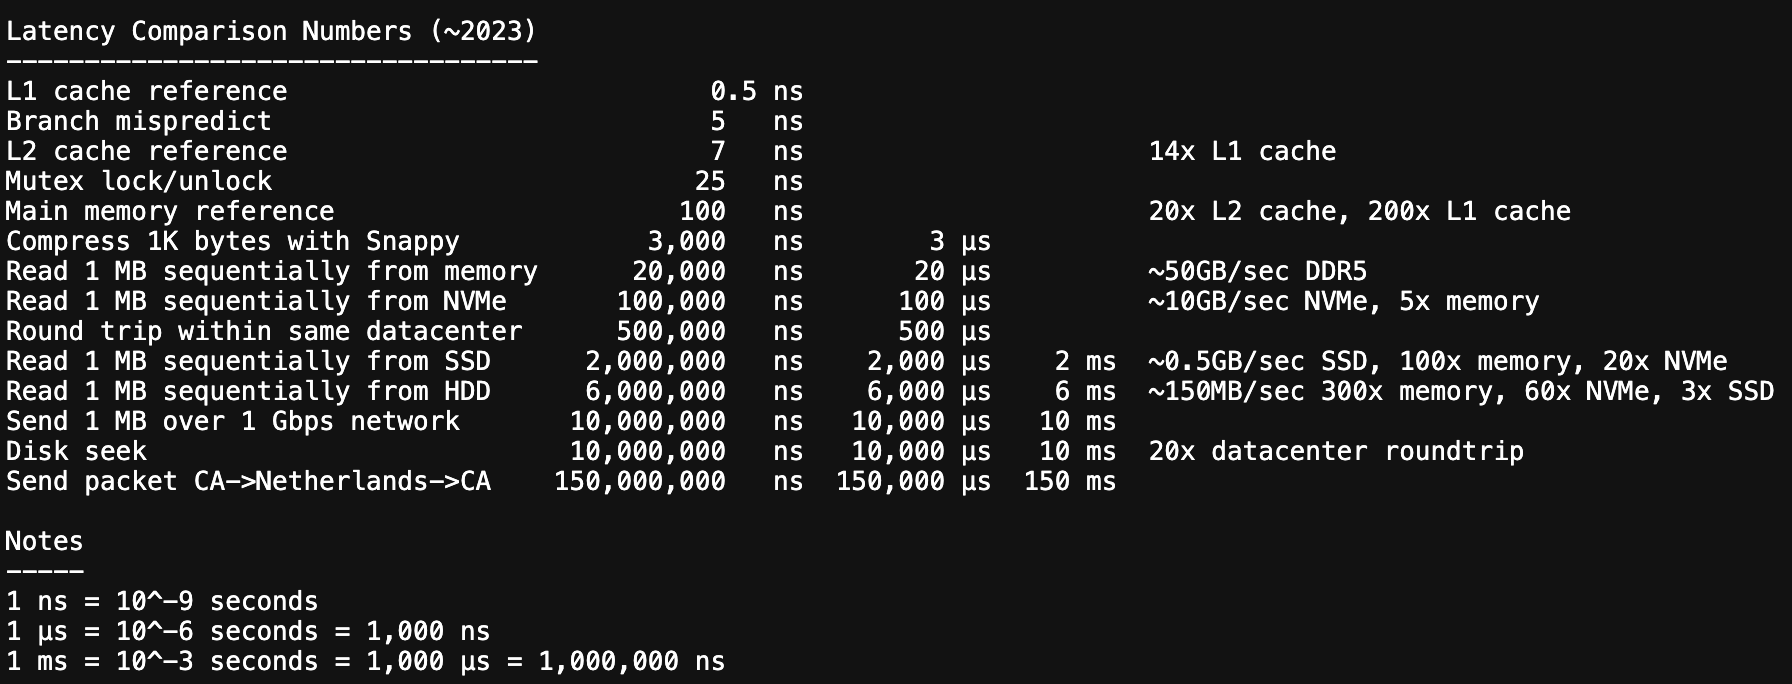 Latency Comparison Numbers (~2023)
----------------------------------
L1 cache reference                           0.5 ns
Branch mispredict                            5   ns
L2 cache reference                           7   ns                      14x L1 cache
Mutex lock/unlock                           25   ns
Main memory reference                      100   ns                      20x L2 cache, 200x L1 cache
Compress 1K bytes with Snappy            3,000   ns        3 µs
Read 1 MB sequentially from memory      20,000   ns       20 µs          ~50GB/sec DDR5
Read 1 MB sequentially from NVMe       100,000   ns      100 µs          ~10GB/sec NVMe, 5x memory
Round trip within same datacenter      500,000   ns      500 µs
Read 1 MB sequentially from SSD      2,000,000   ns    2,000 µs    2 ms  ~0.5GB/sec SSD, 100x memory, 20x NVMe
Read 1 MB sequentially from HDD      6,000,000   ns    6,000 µs    6 ms  ~150MB/sec 300x memory, 60x NVMe, 3x SSD
Send 1 MB over 1 Gbps network       10,000,000   ns   10,000 µs   10 ms
Disk seek                           10,000,000   ns   10,000 µs   10 ms  20x datacenter roundtrip
Send packet CA->Netherlands->CA    150,000,000   ns  150,000 µs  150 ms

Notes
-----
1 ns = 10^-9 seconds
1 µs = 10^-6 seconds = 1,000 ns
1 ms = 10^-3 seconds = 1,000 µs = 1,000,000 ns